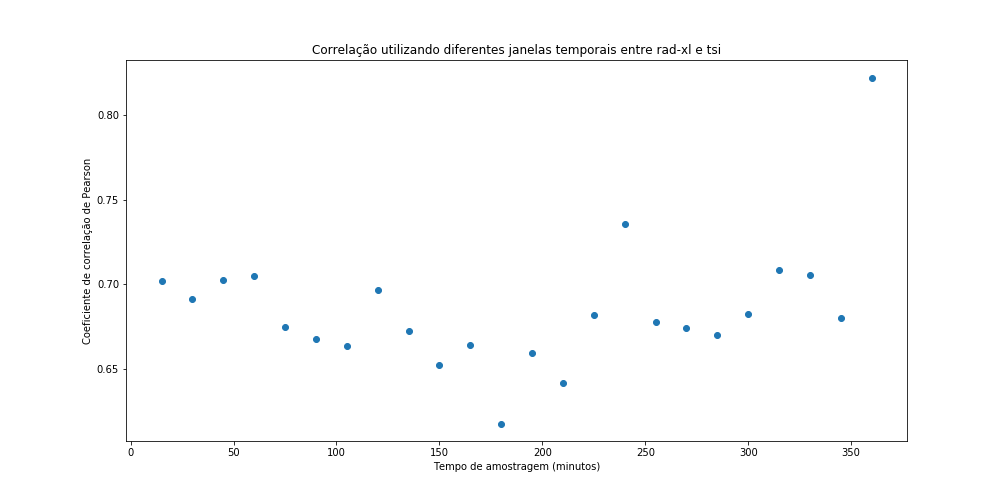 Correlação utilizando diferentes janelas temporais entre rad-xl e tsi
Coeficiente de correlação de Pearson
0.80
0.75
0.70
0.65
0 50 100 150 200 250 300 350
Tempo de amostragem (minutos)